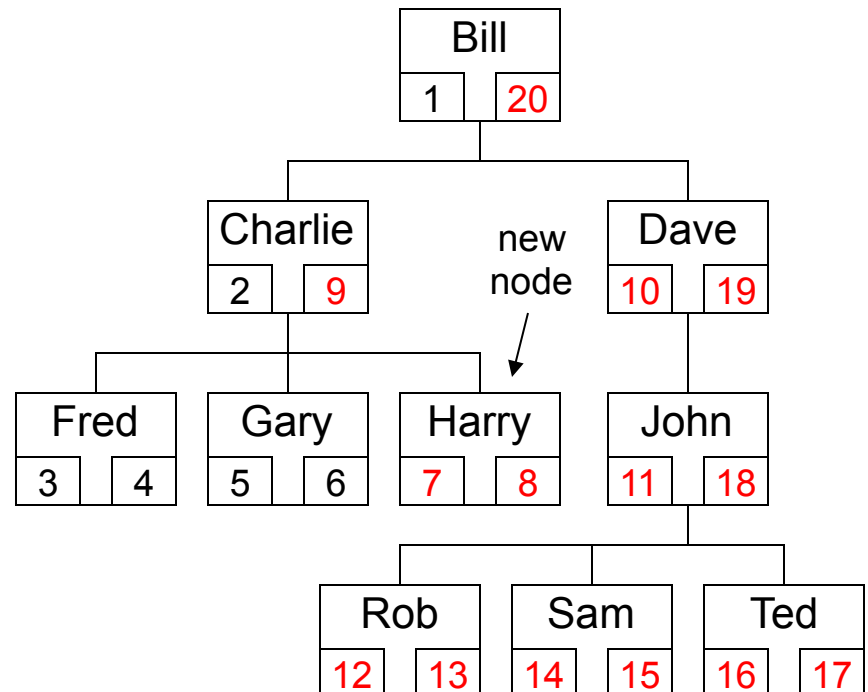 Bill
1 20
Charlie
2 9
new
node
Dave
10 19
Fred
3 4
Gary
5 6
Harry
7 8
John
11 18
Rob
12 13
Sam
14 15
Ted
16 17